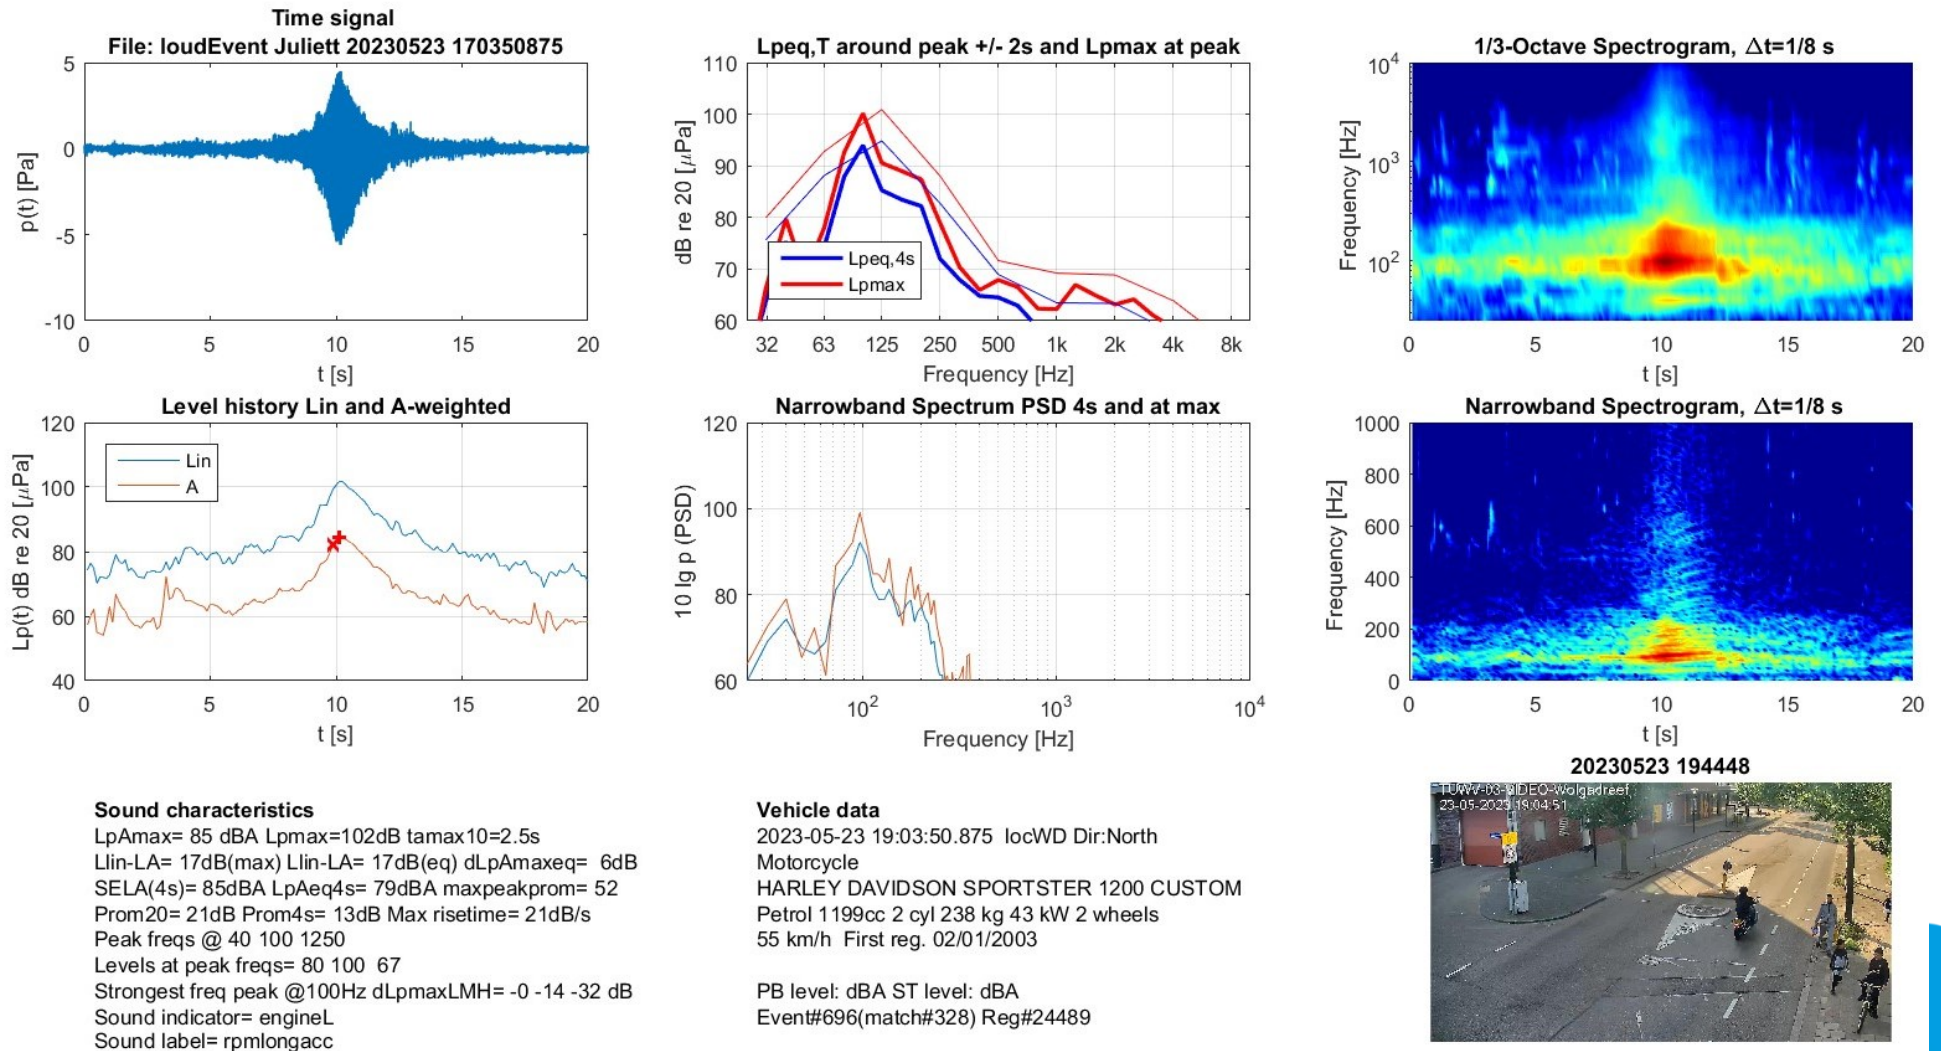 Time signal
File: loudEvent Juliett 20230523 170350875
5
0
-5
-10
p(t) [Pa]
0 5 10 15 20
t [s]
Lpeq,T around peak +/- 2s and Lpmax at peak
110
100
90
80
70
60
dB re 20 [μPa]
Lpeq,4s
Lpmax
32 63 125 250 500 1k 2k 4k 8k
Frequency [Hz]
1/3-Octave Spectrogram, Δt=1/8 s
10^4
10^3
10^2
Frequency [Hz]
0 5 10 15 20
t [s]
Level history Lin and A-weighted
120
100
80
60
40
Lp(t) dB re 20 [μPa]
Lin
A
0 5 10 15 20
t [s]
Narrowband Spectrum PSD 4s and at max
120
100
80
60
10 lg p (PSD)
10^2 10^3 10^4
Frequency [Hz]
Narrowband Spectrogram, Δt=1/8 s
1000
800
600
400
200
0
Frequency [Hz]
0 5 10 15 20
t [s]
Sound characteristics
LpAmax= 85 dBA Lpmax=102dB tamax10=2.5s
Llin-LA= 17dB(max) Llin-LA= 17dB(eq) dLpAmaxeq= 6dB
SELA(4s)= 85dBA LpAeq4s= 79dBA maxpeakprom= 52
Prom20= 21dB Prom4s= 13dB Max risetime= 21dB/s
Peak freqs @ 40 100 1250
Levels at peak freqs= 80 100 67
Strongest freq peak @100Hz dLpmaxLMH= -0 -14 -32 dB
Sound indicator= engineL
Sound label= rpmlongacc
Vehicle data
2023-05-23 19:03:50.875 locWD Dir:North
Motorcycle
HARLEY DAVIDSON SPORTSTER 1200 CUSTOM
Petrol 1199cc 2 cyl 238 kg 43 kW 2 wheels
55 km/h First reg. 02/01/2003
PB level: dBA ST level: dBA
Event#696(match#328) Reg#24489
20230523 194448
TUWV-03-VIDEO-Wolgadreef
23-05-2023 19:04:51